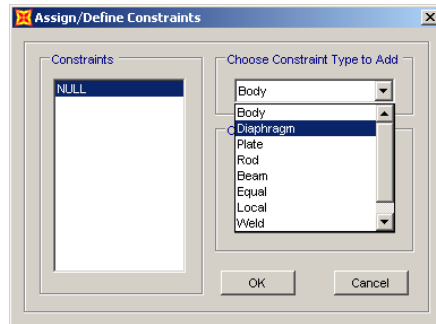 Assign/Define Constraints
Constraints
NULL
Choose Constraint Type to Add
Body
Body
Diaphragm
Plate
Rod
Beam
Equal
Local
Weld
OK
Cancel